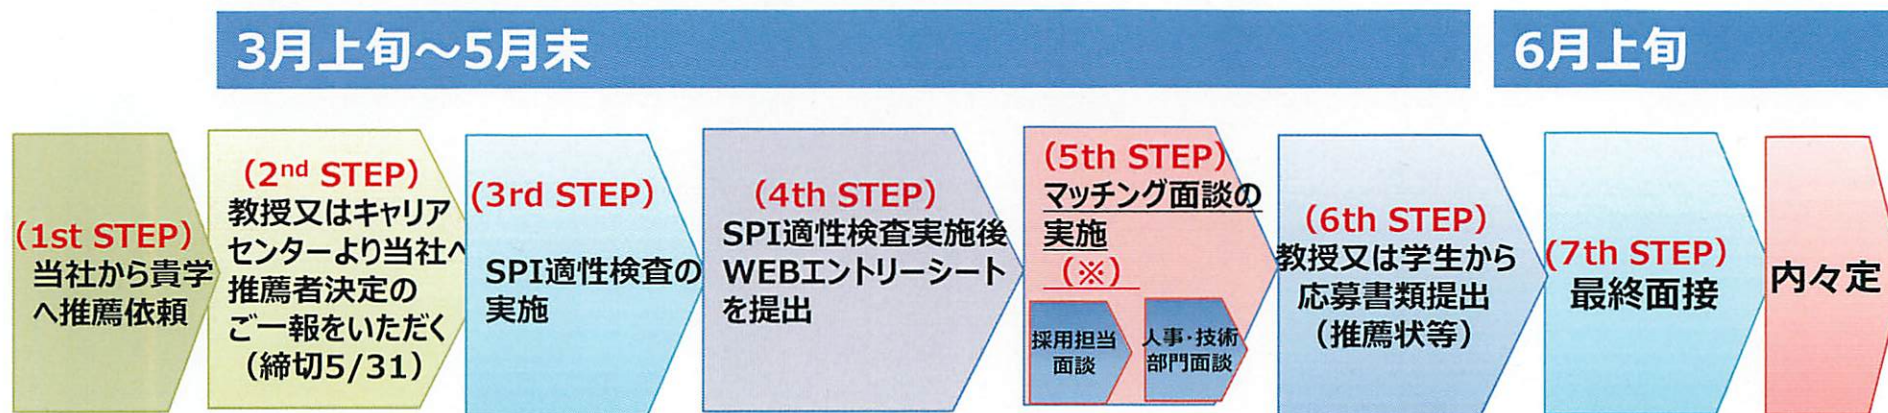 3月上旬～5月末
6月上旬
(1st STEP)
当社から貴学
へ推薦依頼
(2nd STEP)
教授又はキャリア
センターより当社へ
推薦者決定の
ご一報をいただく
(締切5/31)
(3rd STEP)
SPI適性検査の
実施
(4th STEP)
SPI適性検査実施後
WEBエントリーシート
を提出
(5th STEP)
マッチング面談の
実施
(※)
採用担当
面談
人事・技術
部門面談
(6th STEP)
教授又は学生から
応募書類提出
(推薦状等)
(7th STEP)
最終面接
内々定